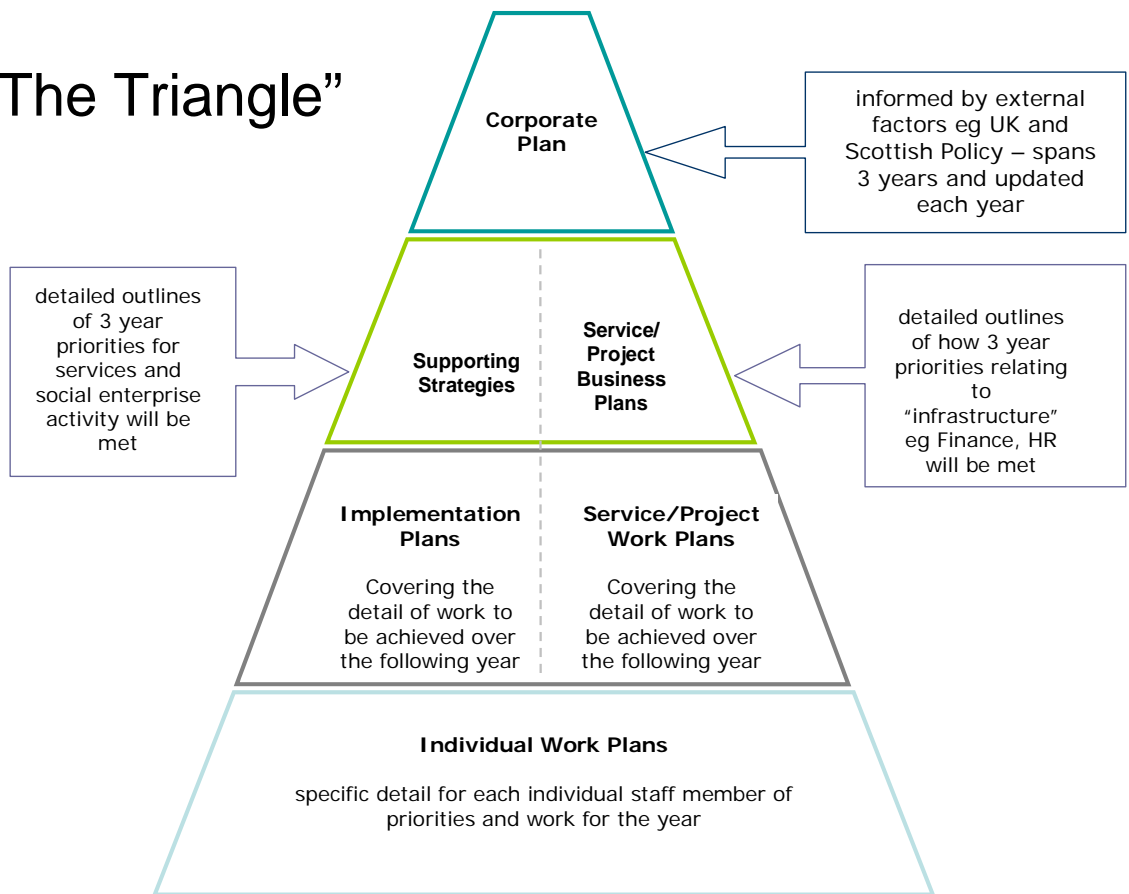 The Triangle”
Corporate
Plan
informed by external
factors eg UK and
Scottish Policy – spans
3 years and updated
each year
detailed outlines
of 3 year
priorities for
services and
social enterprise
activity will be
met
Supporting
Strategies
Service/
Project
Business
Plans
detailed outlines
of how 3 year
priorities relating
to
“infrastructure”
eg Finance, HR
will be met
Implementation
Plans
Covering the
detail of work to
be achieved over
the following year
Service/Project
Work Plans
Covering the
detail of work to
be achieved over
the following year
Individual Work Plans
specific detail for each individual staff member of
priorities and work for the year